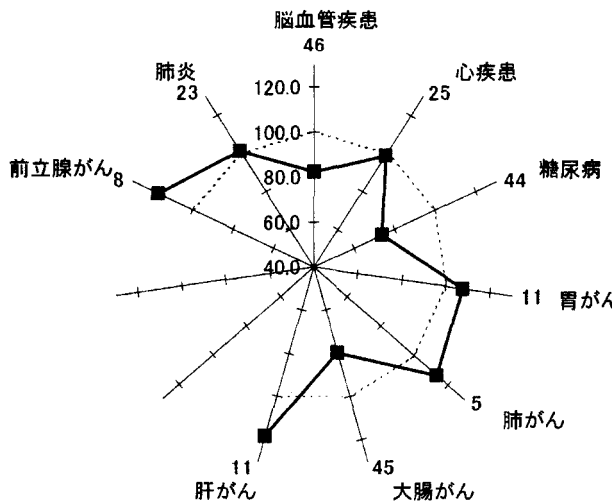 脳血管疾患
46
肺炎
23
心疾患
25
前立腺がん
8
糖尿病
44
120.0
100.0
80.0
60.0
40.0
11
胃がん
5
肺がん
45
大腸がん
11
肝がん